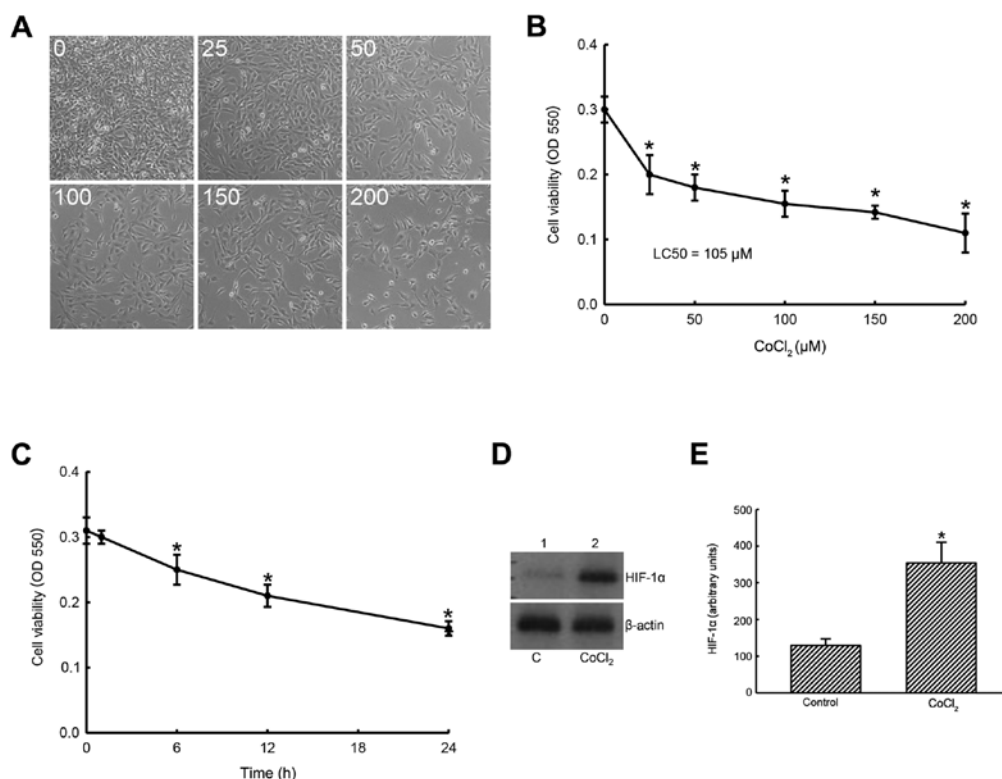 A
0 25 50
100 150 200
B
Cell viability (OD 550)
0.4
0.3
0.2
0.1
0.0
* * * * *
LC50 = 105 µM
0 50 100 150 200
CoCl₂ (µM)
C
Cell viability (OD 550)
0.4
0.3
0.2
0.1
0.0
* * *
0 6 12 18 24
Time (h)
D
1 2
HIF-1α
β-actin
C CoCl₂
E
HIF-1α (arbitrary units)
500
400
300
200
100
0
*
Control CoCl₂